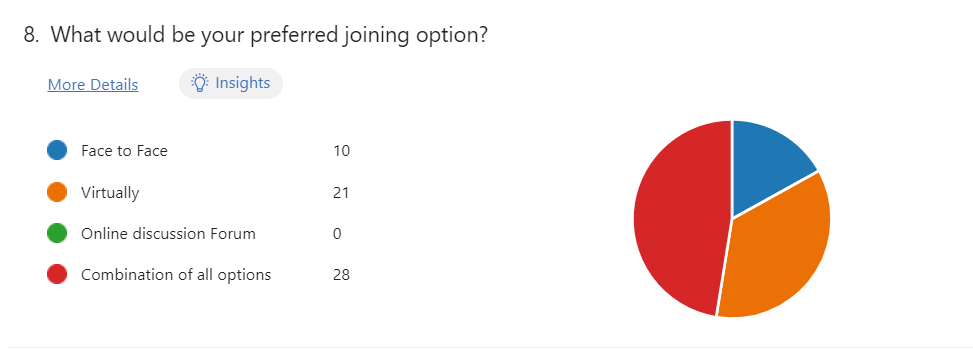 8. What would be your preferred joining option?
More Details
Insights
Face to Face 10
Virtually 21
Online discussion Forum 0
Combination of all options 28